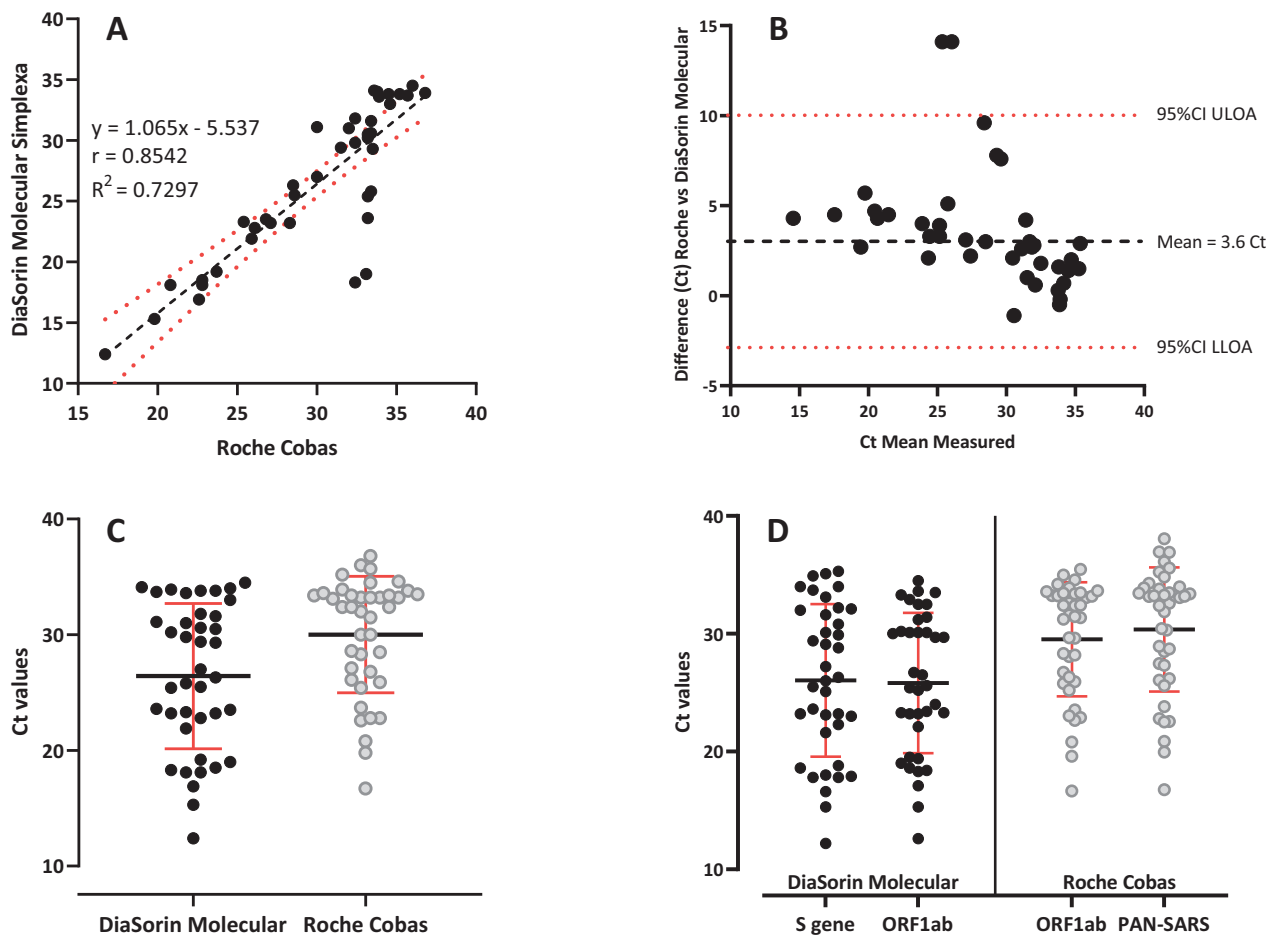 A
DiaSorin Molecular Simplexa
40
35
30
25
20
15
10
y = 1.065x - 5.537
r = 0.8542
R² = 0.7297
15 20 25 30 35 40
Roche Cobas
B
Difference (Ct) Roche vs DiaSorin Molecular
15
10
5
0
-5
95%CI ULOA
Mean = 3.6 Ct
95%CI LLOA
10 15 20 25 30 35 40
Ct Mean Measured
C
Ct values
40
30
20
10
DiaSorin Molecular Roche Cobas
D
Ct values
40
30
20
10
DiaSorin Molecular Roche Cobas
S gene ORF1ab ORF1ab PAN-SARS